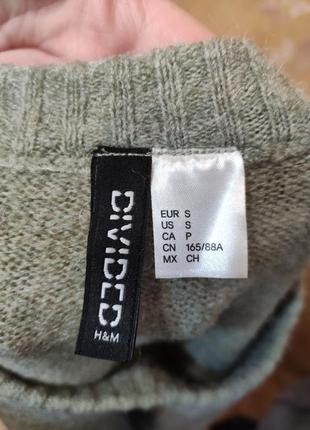 DIVIDED
H&M
EUR S
US S
CA P
CN 165/88A
MX CH